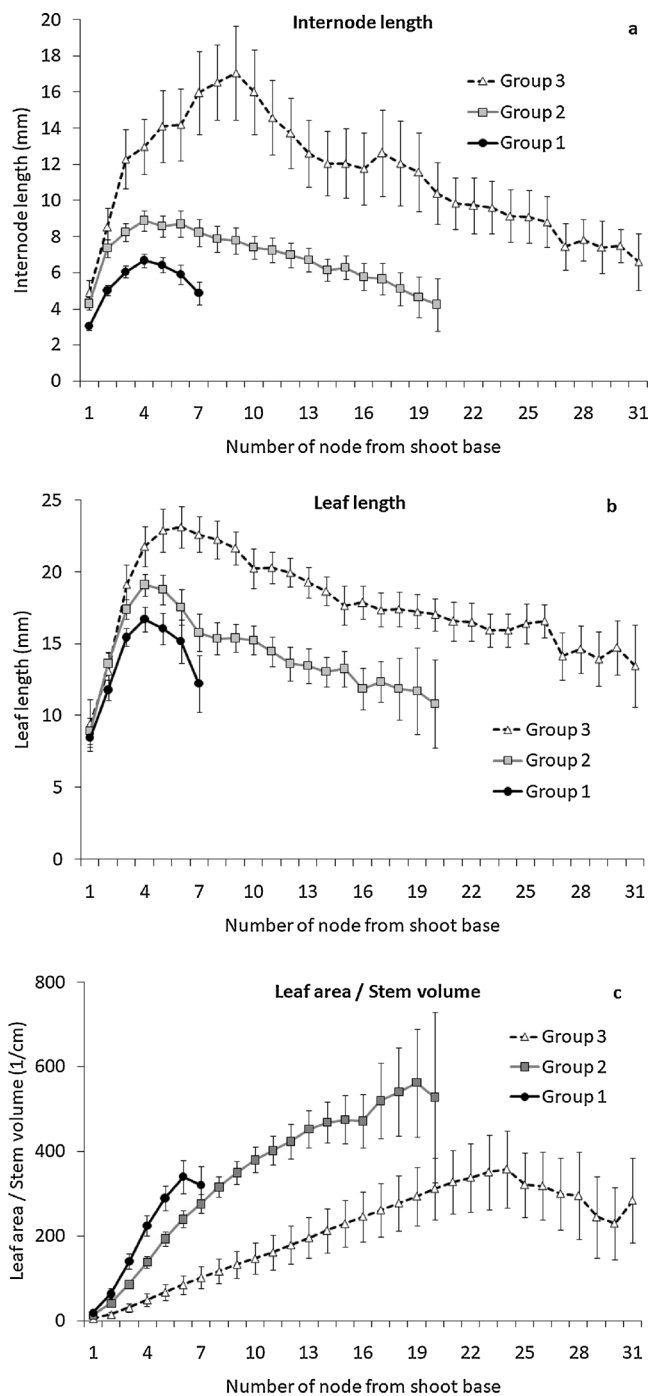 Internode length
a
20
18
16
14
12
10
8
6
4
2
0
Internode length (mm)
Group 3
Group 2
Group 1
1 4 7 10 13 16 19 22 25 28 31
Number of node from shoot base
Leaf length
b
25
20
15
10
5
0
Leaf length (mm)
Group 3
Group 2
Group 1
1 4 7 10 13 16 19 22 25 28 31
Number of node from shoot base
Leaf area / Stem volume
c
800
600
400
200
0
Leaf area / Stem volume (1/cm)
Group 3
Group 2
Group 1
1 4 7 10 13 16 19 22 25 28 31
Number of node from shoot base